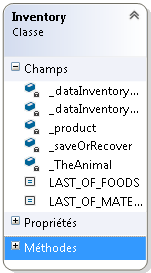 Inventory
Classe
Champs
_dataInventory...
_dataInventory...
_product
_saveOrRecover
_TheAnimal
LAST_OF_FOODS
LAST_OF_MATE...
Propriétés
Méthodes